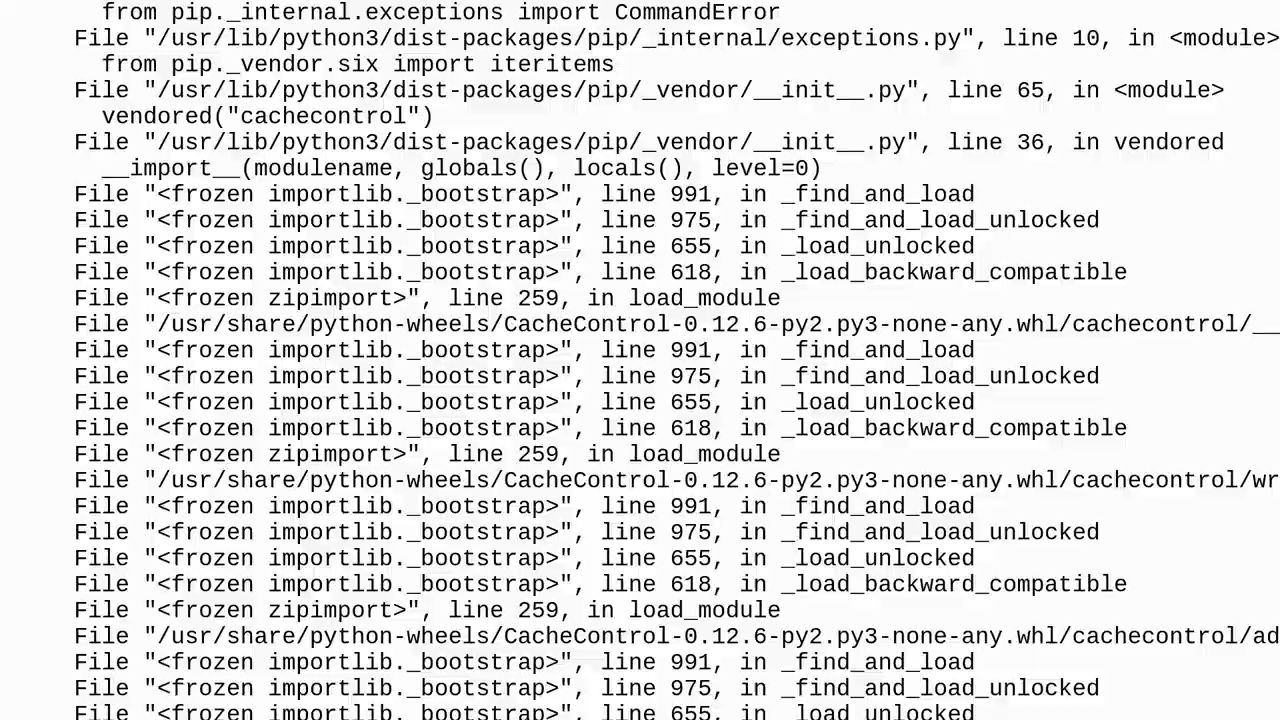 from pip._internal.exceptions import CommandError
File "/usr/lib/python3/dist-packages/pip/_internal/exceptions.py", line 10, in <module>
from pip._vendor.six import iteritems
File "/usr/lib/python3/dist-packages/pip/_vendor/__init__.py", line 65, in <module>
vendored("cachecontrol")
File "/usr/lib/python3/dist-packages/pip/_vendor/__init__.py", line 36, in vendored
__import__(modulename, globals(), locals(), level=0)
File "<frozen importlib._bootstrap>", line 991, in _find_and_load
File "<frozen importlib._bootstrap>", line 975, in _find_and_load_unlocked
File "<frozen importlib._bootstrap>", line 655, in _load_unlocked
File "<frozen importlib._bootstrap>", line 618, in _load_backward_compatible
File "<frozen zipimport>", line 259, in load_module
File "/usr/share/python-wheels/CacheControl-0.12.6-py2.py3-none-any.whl/cachecontrol/__
File "<frozen importlib._bootstrap>", line 991, in _find_and_load
File "<frozen importlib._bootstrap>", line 975, in _find_and_load_unlocked
File "<frozen importlib._bootstrap>", line 655, in _load_unlocked
File "<frozen importlib._bootstrap>", line 618, in _load_backward_compatible
File "<frozen zipimport>", line 259, in load_module
File "/usr/share/python-wheels/CacheControl-0.12.6-py2.py3-none-any.whl/cachecontrol/wr
File "<frozen importlib._bootstrap>", line 991, in _find_and_load
File "<frozen importlib._bootstrap>", line 975, in _find_and_load_unlocked
File "<frozen importlib._bootstrap>", line 655, in _load_unlocked
File "<frozen importlib._bootstrap>", line 618, in _load_backward_compatible
File "<frozen zipimport>", line 259, in load_module
File "/usr/share/python-wheels/CacheControl-0.12.6-py2.py3-none-any.whl/cachecontrol/ad
File "<frozen importlib._bootstrap>", line 991, in _find_and_load
File "<frozen importlib._bootstrap>", line 975, in _find_and_load_unlocked
File "<frozen importlib._bootstrap>", line 655, in _load_unlocked